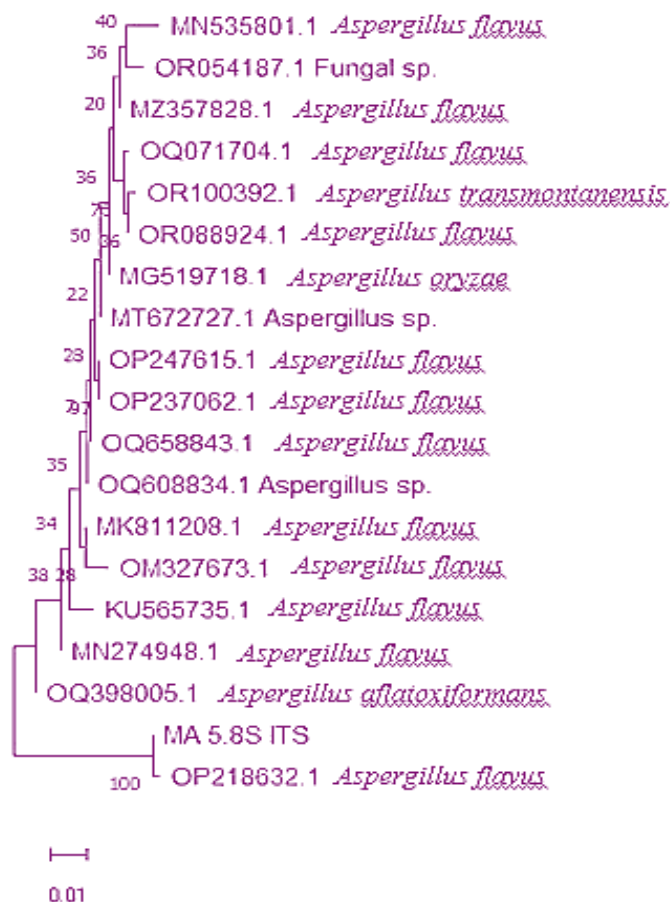 40
MN535801.1 Aspergillus flavus
36
OR054187.1 Fungal sp.
20
MZ357828.1 Aspergillus flavus
OQ071704.1 Aspergillus flavus
36
OR100392.1 Aspergillus transmontanensis
50
36
OR088924.1 Aspergillus flavus
MG519718.1 Aspergillus oryzae
22
MT672727.1 Aspergillus sp.
23
OP247615.1 Aspergillus flavus
OP237062.1 Aspergillus flavus
OQ658843.1 Aspergillus flavus
35
OQ608834.1 Aspergillus sp.
34
MK811208.1 Aspergillus flavus
38 28
OM327673.1 Aspergillus flavus
KU565735.1 Aspergillus flavus
MN274948.1 Aspergillus flavus
OQ398005.1 Aspergillus aflatoxiformans
MA 5.8S ITS
100
OP218632.1 Aspergillus flavus
0.01